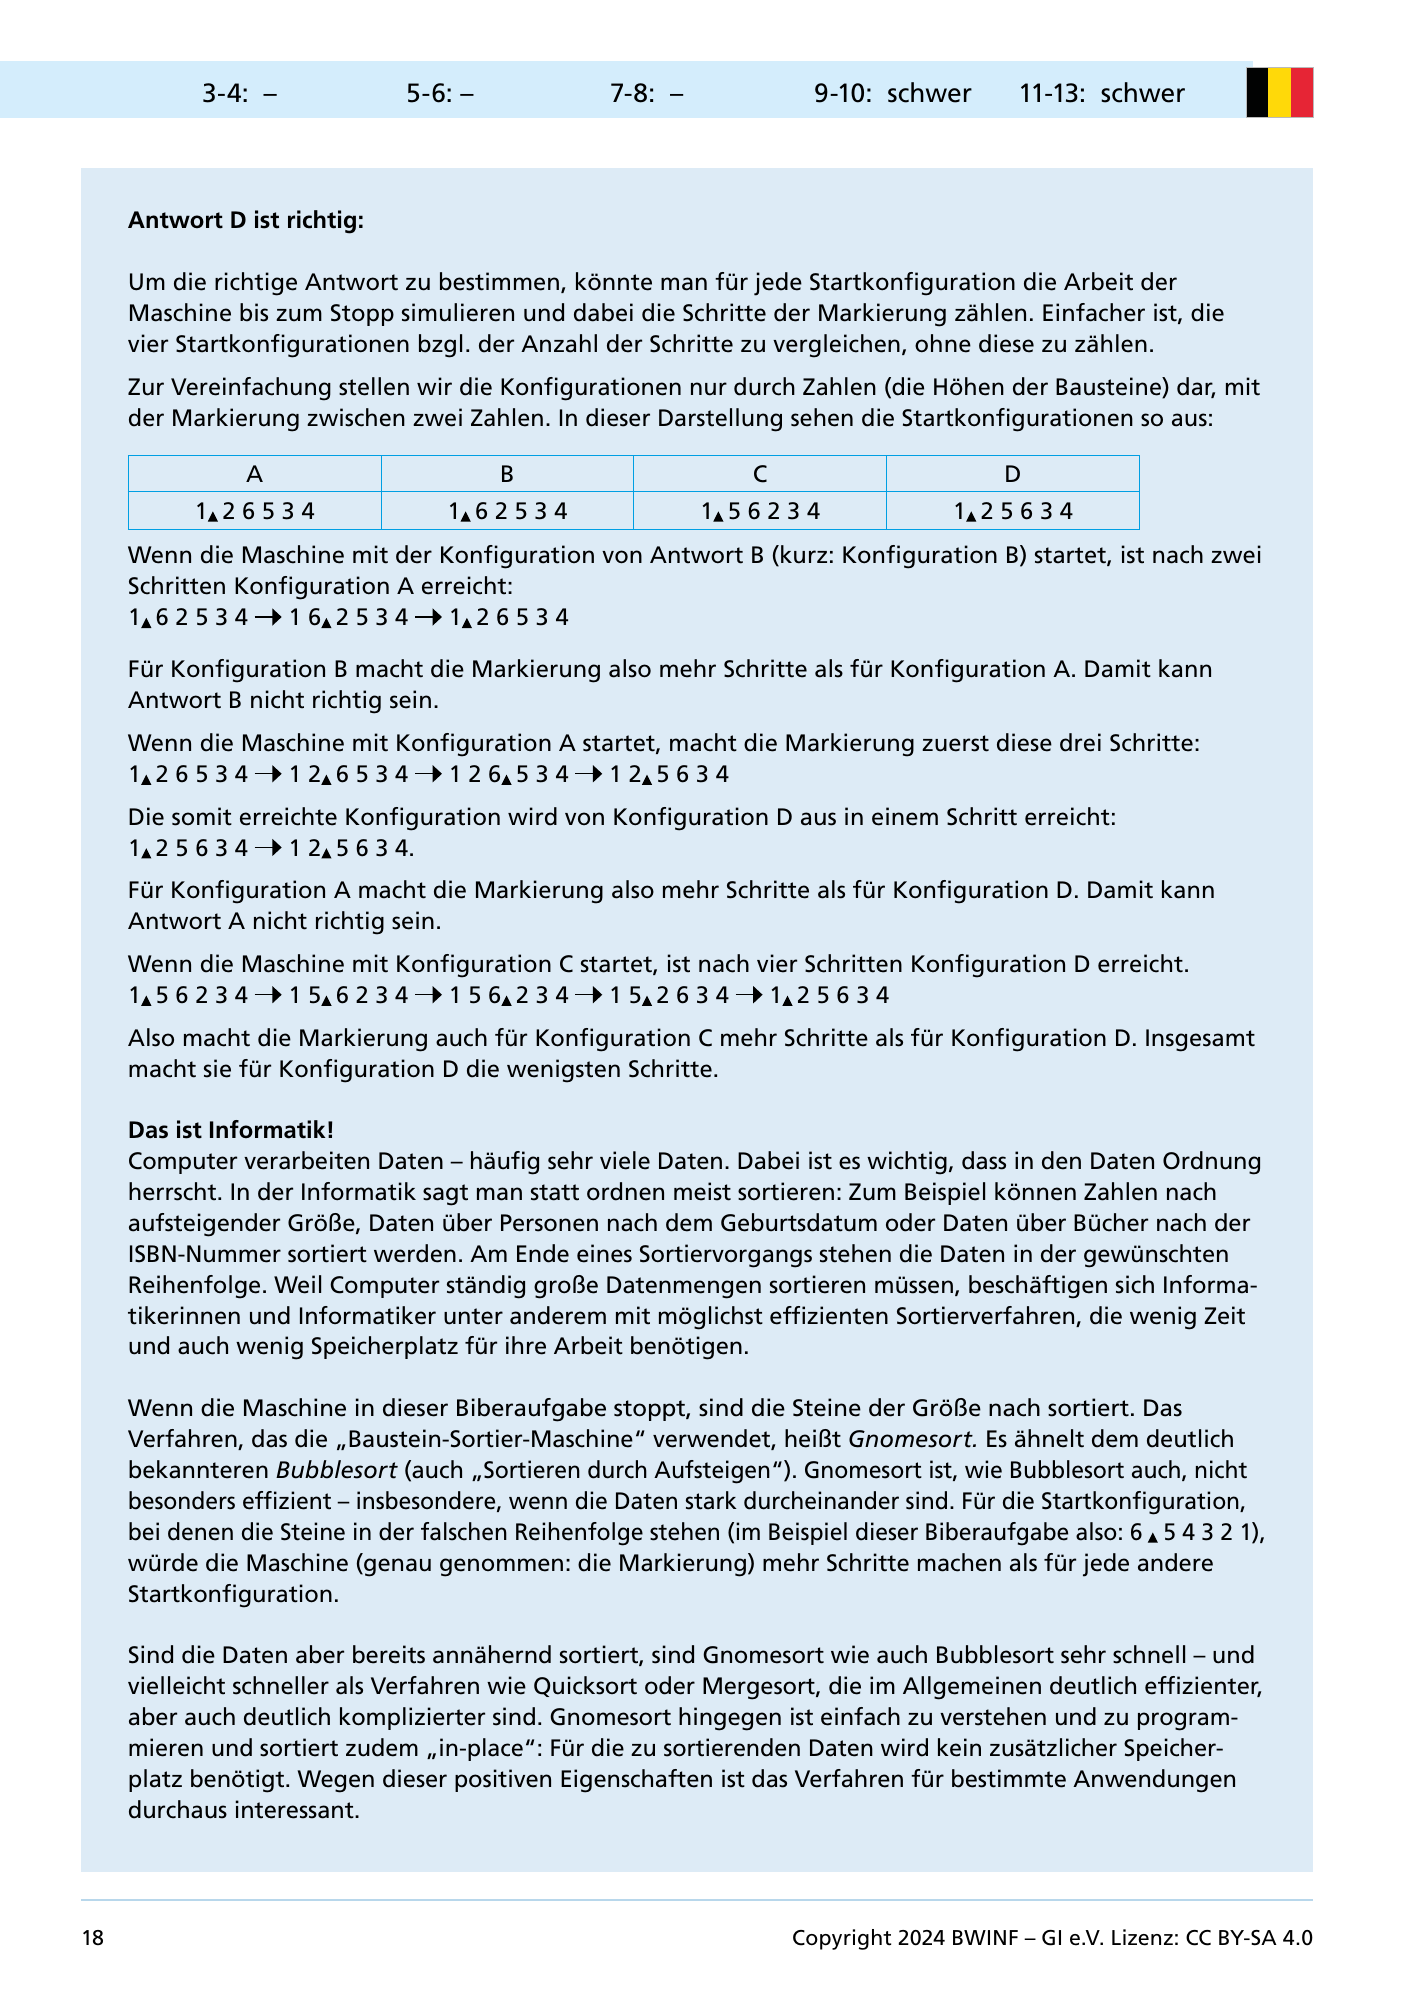 3-4: –
5-6: –
7-8: –
9-10: schwer
11-13: schwer
Antwort D ist richtig:
Um die richtige Antwort zu bestimmen, könnte man für jede Startkonfiguration die Arbeit der
Maschine bis zum Stopp simulieren und dabei die Schritte der Markierung zählen. Einfacher ist, die
vier Startkonfigurationen bzgl. der Anzahl der Schritte zu vergleichen, ohne diese zu zählen.
Zur Vereinfachung stellen wir die Konfigurationen nur durch Zahlen (die Höhen der Bausteine) dar, mit
der Markierung zwischen zwei Zahlen. In dieser Darstellung sehen die Startkonfigurationen so aus:
A B C D
1▲2 6 5 3 4 1▲6 2 5 3 4 1▲5 6 2 3 4 1▲2 5 6 3 4
Wenn die Maschine mit der Konfiguration von Antwort B (kurz: Konfiguration B) startet, ist nach zwei
Schritten Konfiguration A erreicht:
1▲6 2 5 3 4 → 1 6▲2 5 3 4 → 1▲2 6 5 3 4
Für Konfiguration B macht die Markierung also mehr Schritte als für Konfiguration A. Damit kann
Antwort B nicht richtig sein.
Wenn die Maschine mit Konfiguration A startet, macht die Markierung zuerst diese drei Schritte:
1▲2 6 5 3 4 → 1 2▲6 5 3 4 → 1 2 6▲5 3 4 → 1 2▲5 6 3 4
Die somit erreichte Konfiguration wird von Konfiguration D aus in einem Schritt erreicht:
1▲2 5 6 3 4 → 1 2▲5 6 3 4.
Für Konfiguration A macht die Markierung also mehr Schritte als für Konfiguration D. Damit kann
Antwort A nicht richtig sein.
Wenn die Maschine mit Konfiguration C startet, ist nach vier Schritten Konfiguration D erreicht.
1▲5 6 2 3 4 → 1 5▲6 2 3 4 → 1 5 6▲2 3 4 → 1 5▲2 6 3 4 → 1▲2 5 6 3 4
Also macht die Markierung auch für Konfiguration C mehr Schritte als für Konfiguration D. Insgesamt
macht sie für Konfiguration D die wenigsten Schritte.
Das ist Informatik!
Computer verarbeiten Daten – häufig sehr viele Daten. Dabei ist es wichtig, dass in den Daten Ordnung
herrscht. In der Informatik sagt man statt ordnen meist sortieren: Zum Beispiel können Zahlen nach
aufsteigender Größe, Daten über Personen nach dem Geburtsdatum oder Daten über Bücher nach der
ISBN-Nummer sortiert werden. Am Ende eines Sortiervorgangs stehen die Daten in der gewünschten
Reihenfolge. Weil Computer ständig große Datenmengen sortieren müssen, beschäftigen sich Informa-
tikerinnen und Informatiker unter anderem mit möglichst effizienten Sortierverfahren, die wenig Zeit
und auch wenig Speicherplatz für ihre Arbeit benötigen.
Wenn die Maschine in dieser Biberaufgabe stoppt, sind die Steine der Größe nach sortiert. Das
Verfahren, das die „Baustein-Sortier-Maschine“ verwendet, heißt Gnomesort. Es ähnelt dem deutlich
bekannteren Bubblesort (auch „Sortieren durch Aufsteigen“). Gnomesort ist, wie Bubblesort auch, nicht
besonders effizient – insbesondere, wenn die Daten stark durcheinander sind. Für die Startkonfiguration,
bei denen die Steine in der falschen Reihenfolge stehen (im Beispiel dieser Biberaufgabe also: 6 ▲ 5 4 3 2 1),
würde die Maschine (genau genommen: die Markierung) mehr Schritte machen als für jede andere
Startkonfiguration.
Sind die Daten aber bereits annähernd sortiert, sind Gnomesort wie auch Bubblesort sehr schnell – und
vielleicht schneller als Verfahren wie Quicksort oder Mergesort, die im Allgemeinen deutlich effizienter,
aber auch deutlich komplizierter sind. Gnomesort hingegen ist einfach zu verstehen und zu program-
mieren und sortiert zudem „in-place“: Für die zu sortierenden Daten wird kein zusätzlicher Speicher-
platz benötigt. Wegen dieser positiven Eigenschaften ist das Verfahren für bestimmte Anwendungen
durchaus interessant.
18
Copyright 2024 BWINF – GI e.V. Lizenz: CC BY-SA 4.0